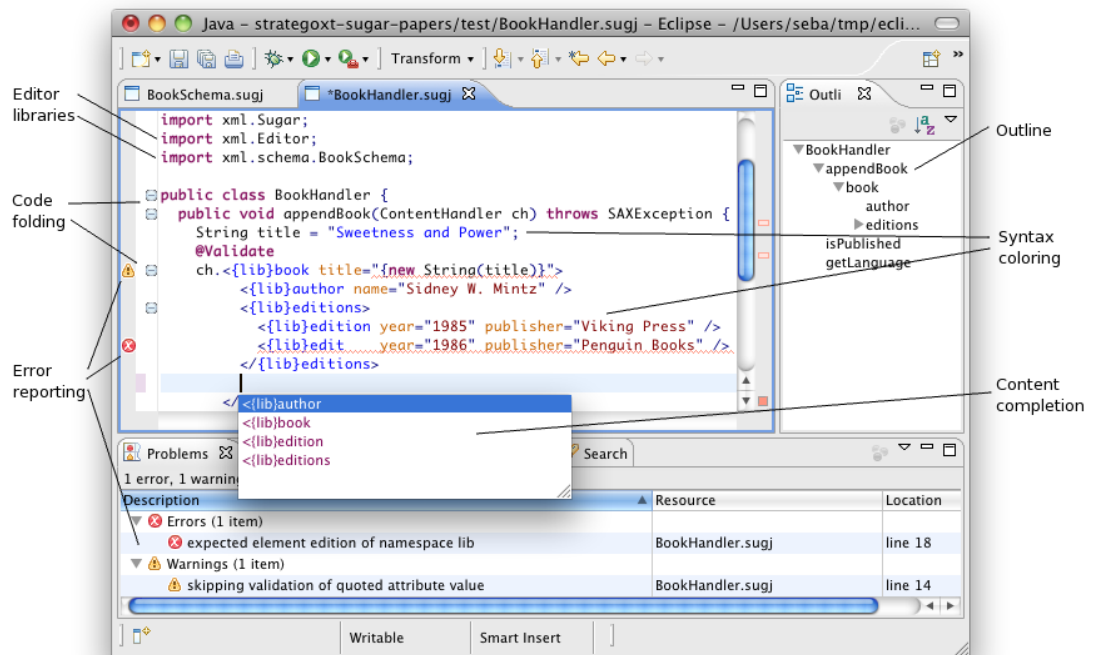 Java – strategoxt-sugar-papers/test/BookHandler.sugj – Eclipse – /Users/seba/tmp/ecli...
Transform
»
BookSchema.sugj
*BookHandler.sugj
Outli
Editor
libraries
import xml.Sugar;
import xml.Editor;
import xml.schema.BookSchema;
Code
folding
public class BookHandler {
public void appendBook(ContentHandler ch) throws SAXException {
String title = "Sweetness and Power";
@Validate
ch.<{lib}book title="{new String(title)}">
<{lib}author name="Sidney W. Mintz" />
<{lib}editions>
<{lib}edition year="1985" publisher="Viking Press" />
<{lib}edit year="1986" publisher="Penguin Books" />
</{lib}editions>
</
Error
reporting
<{lib}author
<{lib}book
<{lib}edition
<{lib}editions
a
z
BookHandler
appendBook
book
author
editions
isPublished
getLanguage
Outline
Syntax
coloring
Content
completion
Problems
Search
1 error, 1 warnin
Description
Resource
Location
Errors (1 item)
expected element edition of namespace lib
BookHandler.sugj
line 18
Warnings (1 item)
skipping validation of quoted attribute value
BookHandler.sugj
line 14
Writable
Smart Insert